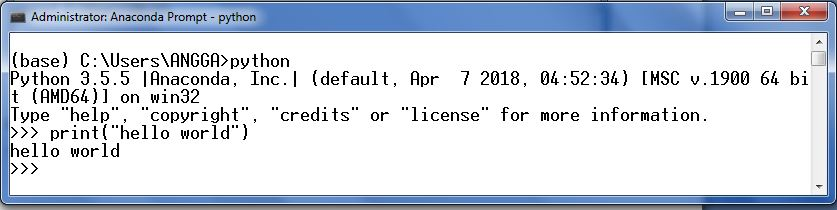 Administrator: Anaconda Prompt - python
(base) C:\Users\ANGGA>python
Python 3.5.5 |Anaconda, Inc.| (default, Apr  7 2018, 04:52:34) [MSC v.1900 64 bi
t (AMD64)] on win32
Type "help", "copyright", "credits" or "license" for more information.
>>> print("hello world")
hello world
>>>